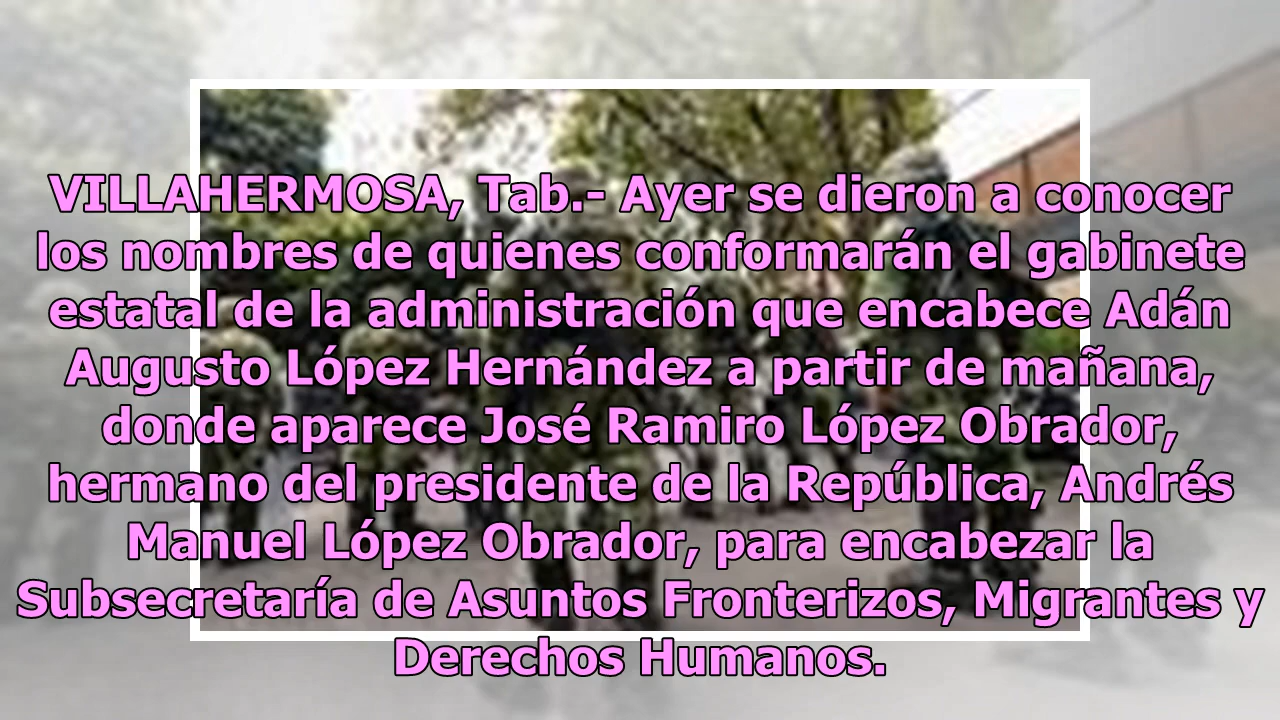 VILLAHERMOSA, Tab.- Ayer se dieron a conocer
los nombres de quienes conformarán el gabinete
estatal de la administración que encabece Adán
Augusto López Hernández a partir de mañana,
donde aparece José Ramiro López Obrador,
hermano del presidente de la República, Andrés
Manuel López Obrador, para encabezar la
Subsecretaría de Asuntos Fronterizos, Migrantes y
Derechos Humanos.